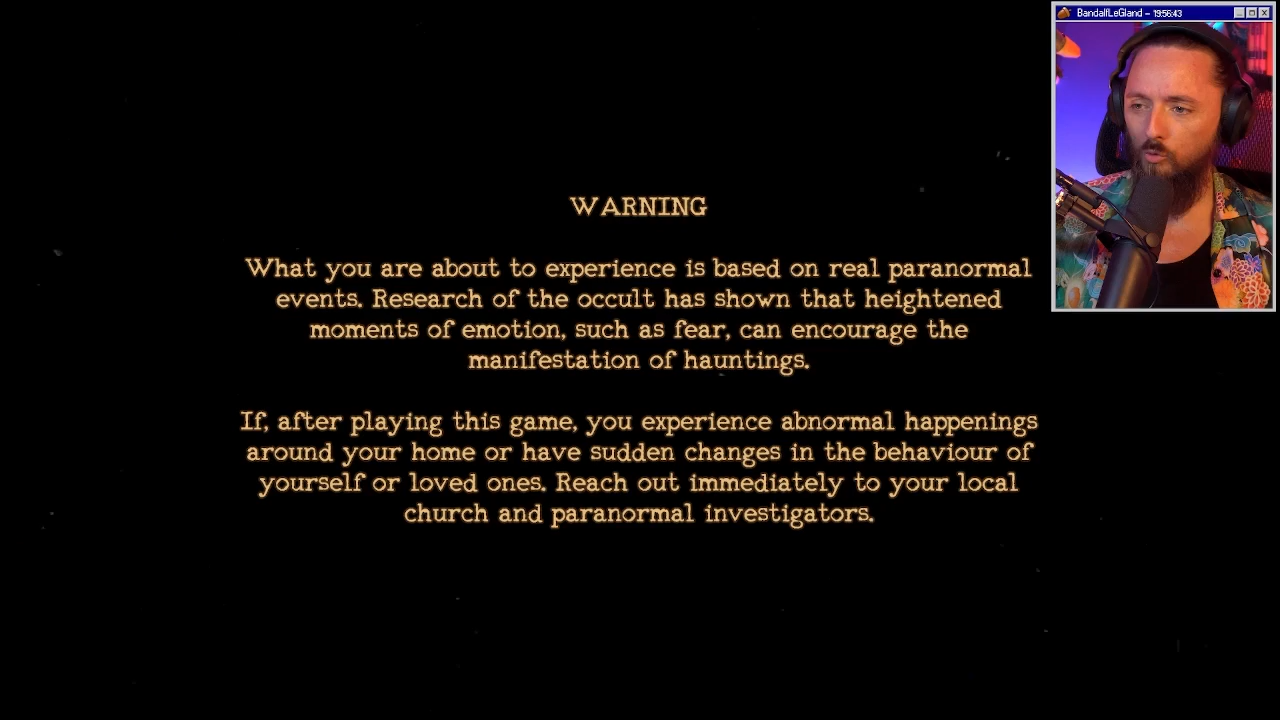 BandalfLeGland - 19:56:43
WARNING
What you are about to experience is based on real paranormal
events. Research of the occult has shown that heightened
moments of emotion, such as fear, can encourage the
manifestation of hauntings.
If, after playing this game, you experience abnormal happenings
around your home or have sudden changes in the behaviour of
yourself or loved ones. Reach out immediately to your local
church and paranormal investigators.